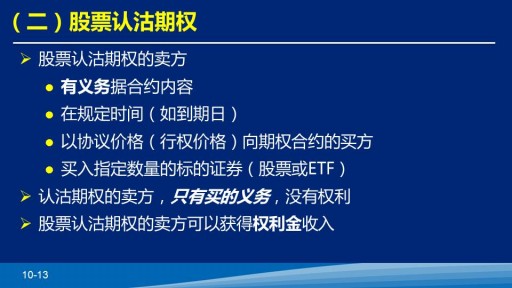 （二）股票认沽期权
股票认沽期权的卖方
有义务据合约内容
在规定时间（如到期日）
以协议价格（行权价格）向期权合约的买方
买入指定数量的标的证券（股票或ETF）
认沽期权的卖方，只有买的义务，没有权利
股票认沽期权的卖方可以获得权利金收入
10-13